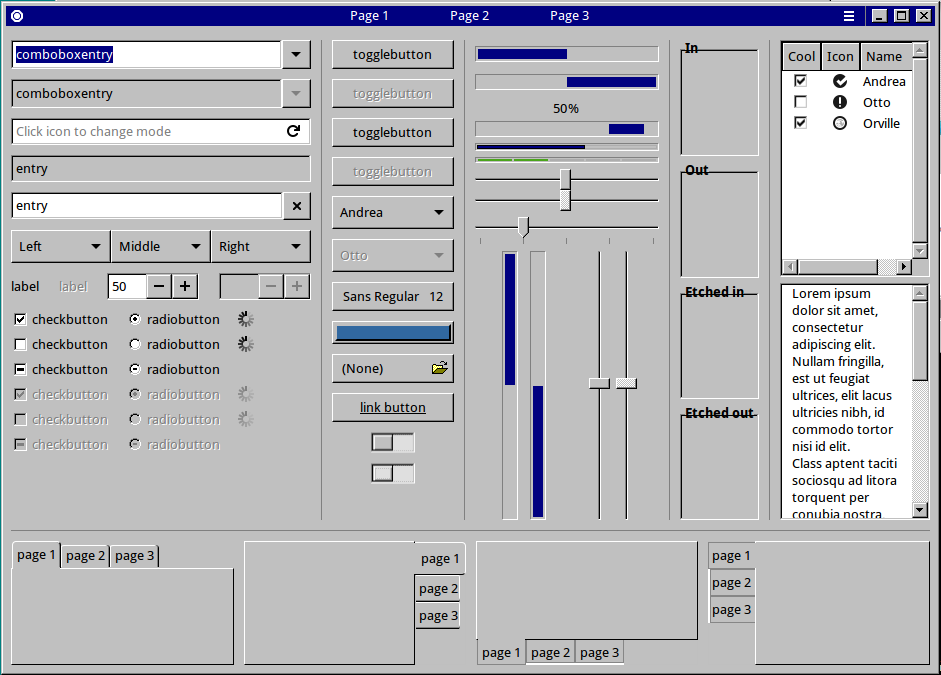 Page 1 Page 2 Page 3
comboboxentry
comboboxentry
Click icon to change mode
entry
entry
Left Middle Right
label label 50
checkbutton radiobutton
checkbutton radiobutton
checkbutton radiobutton
checkbutton radiobutton
checkbutton radiobutton
checkbutton radiobutton
togglebutton
togglebutton
togglebutton
togglebutton
Andrea
Otto
Sans Regular 12
(None)
link button
50%
In
Out
Etched in
Etched out
Cool Icon Name
Andrea
Otto
Orville
Lorem ipsum
dolor sit amet,
consectetur
adipiscing elit.
Nullam fringilla,
est ut feugiat
ultrices, elit lacus
ultricies nibh, id
commodo tortor
nisi id elit.
Class aptent taciti
sociosqu ad litora
torquent per
conubia nostra,
page 1 page 2 page 3
page 1
page 2
page 3
page 1 page 2 page 3
page 1
page 2
page 3